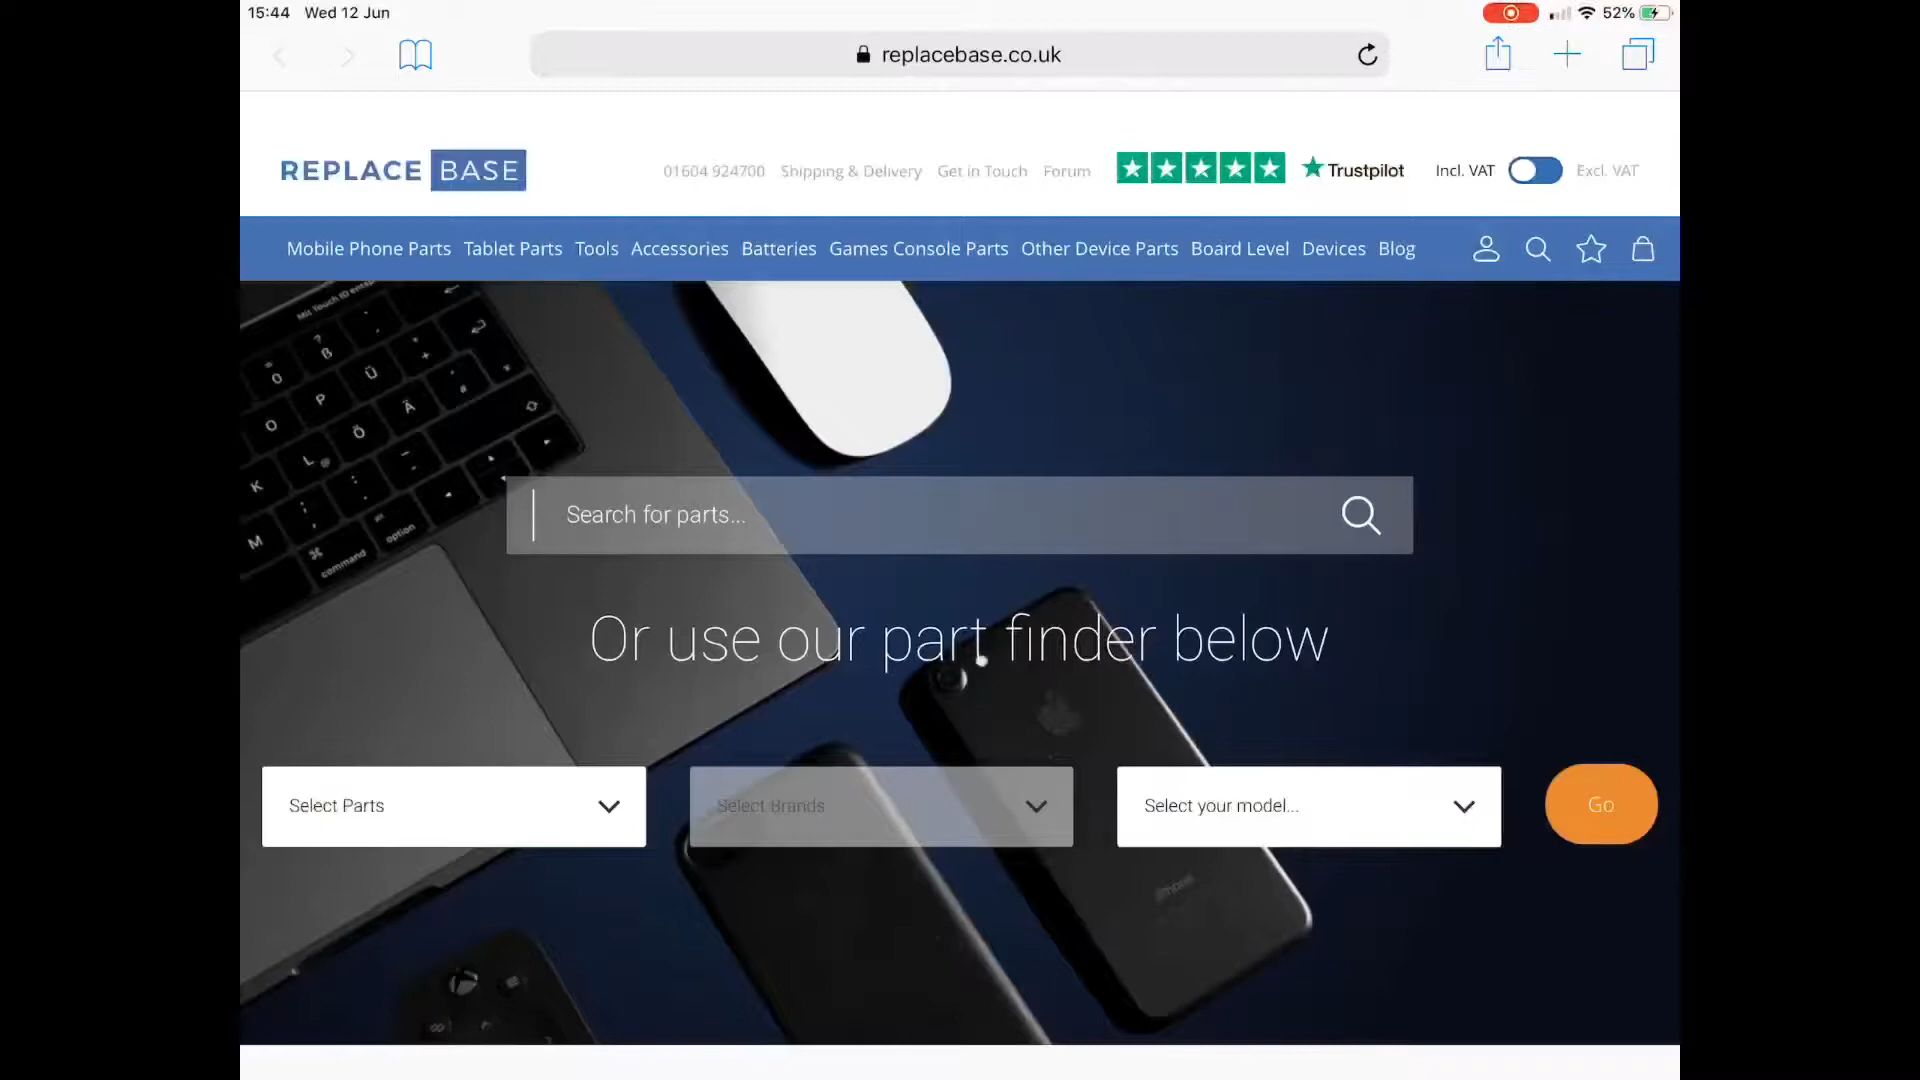 15:44 Wed 12 Jun
52%
replacebase.co.uk
REPLACE BASE
01604 924700 Shipping & Delivery Get in Touch Forum
Trustpilot
Incl. VAT Excl. VAT
Mobile Phone Parts Tablet Parts Tools Accessories Batteries Games Console Parts Other Device Parts Board Level Devices Blog
Search for parts...
Or use our part finder below
Select Parts
Select Brands
Select your model...
Go
command
option
iPhone